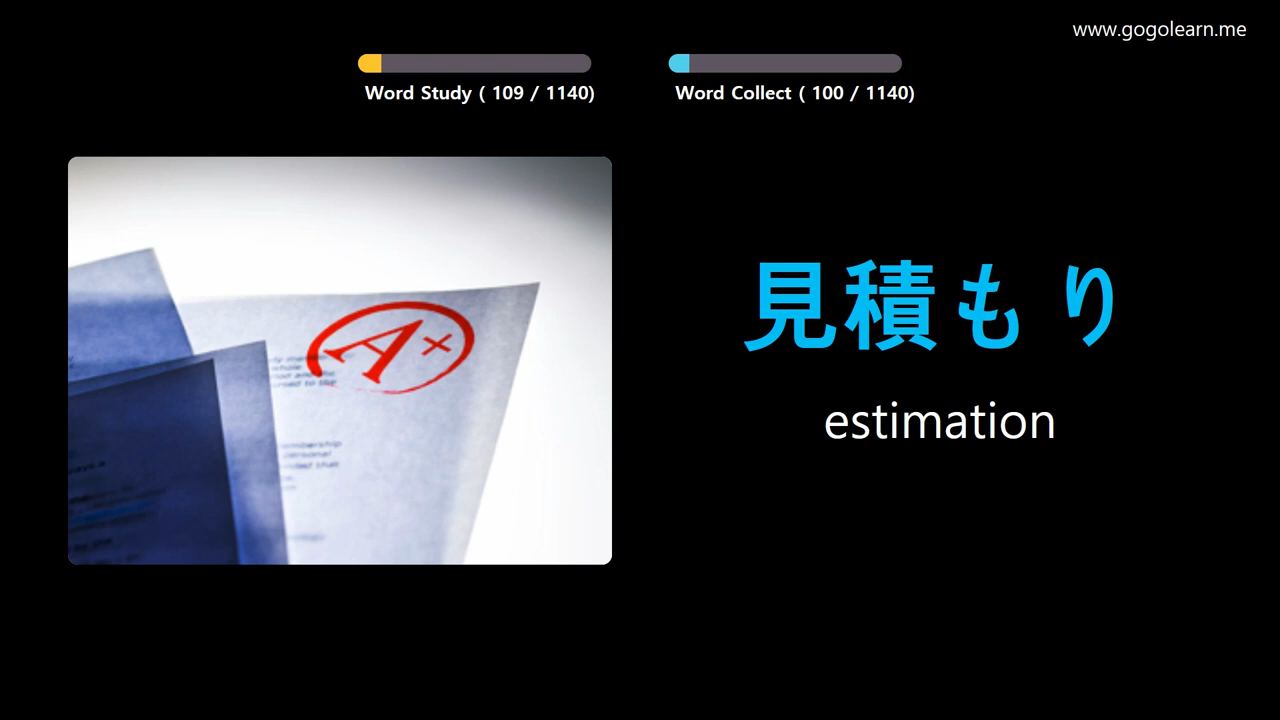 www.gogolearn.me
Word Study ( 109 / 1140)
Word Collect ( 100 / 1140)
A+
見積もり
estimation